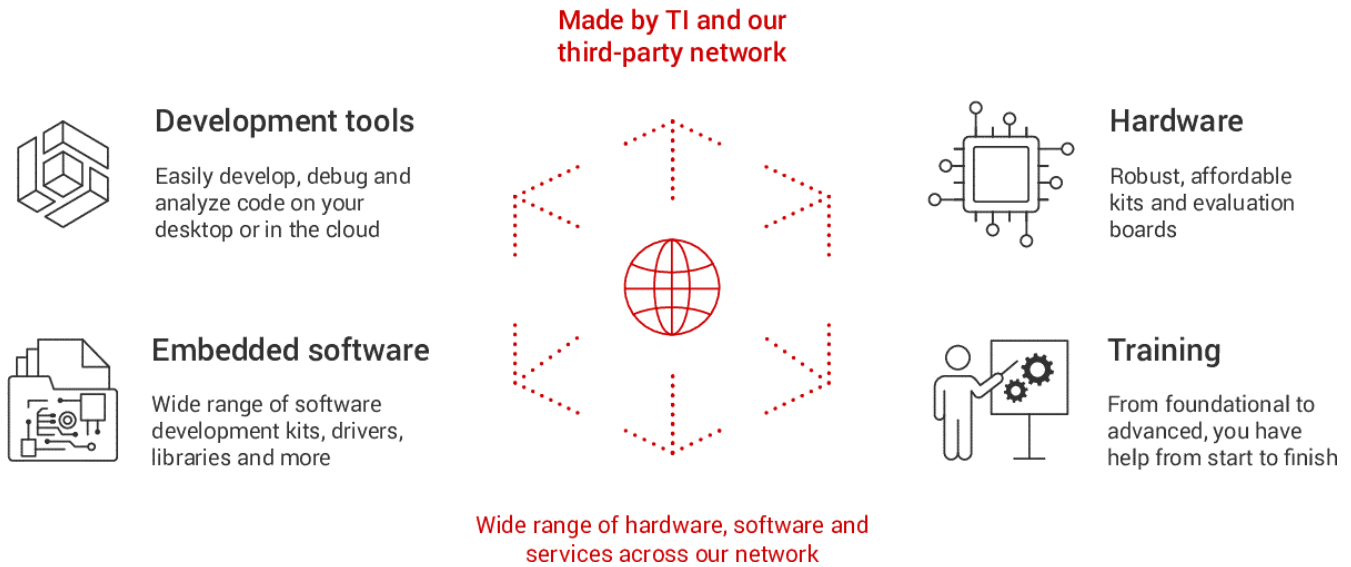 Made by TI and our
third-party network
Development tools
Easily develop, debug and
analyze code on your
desktop or in the cloud
Hardware
Robust, affordable
kits and evaluation
boards
Embedded software
Wide range of software
development kits, drivers,
libraries and more
Training
From foundational to
advanced, you have
help from start to finish
Wide range of hardware, software and
services across our network